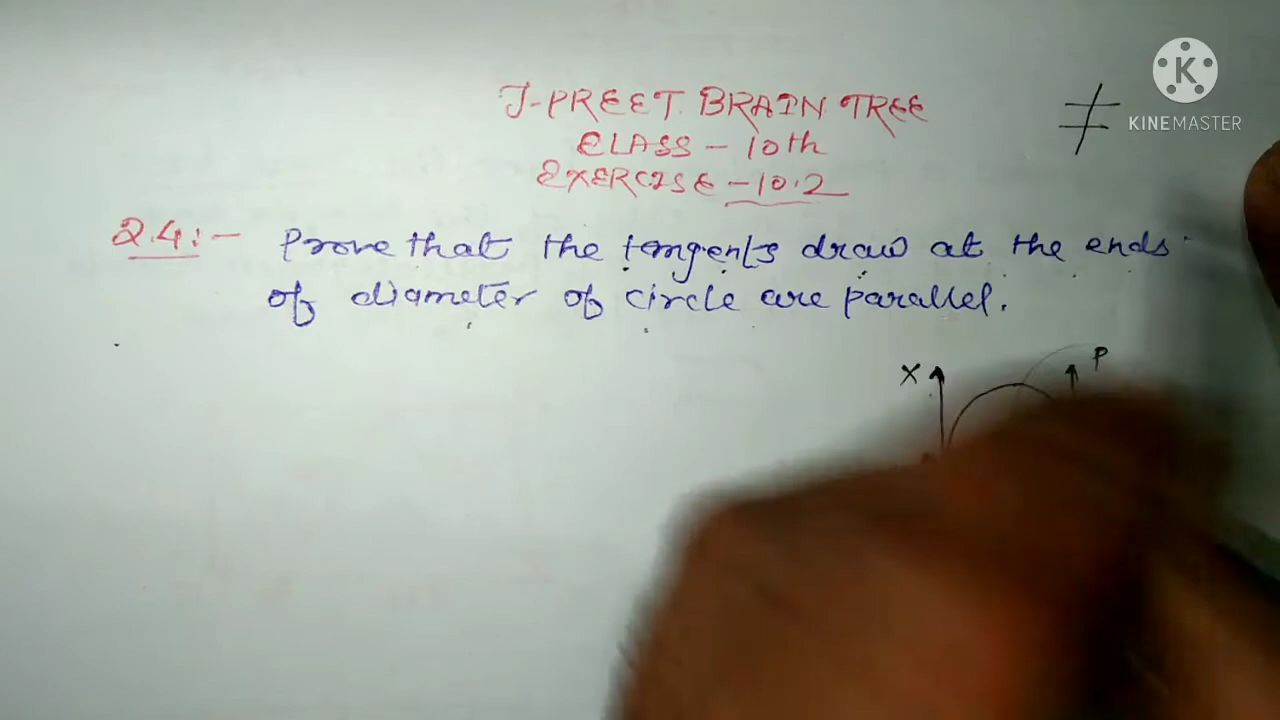 J-PREET BRAIN TREE
CLASS - 10th
EXERCISE - 10.2
Q.4:- Prove that the tangents draw at the ends
of diameter of circle are parallel.
X P
K
KINEMASTER